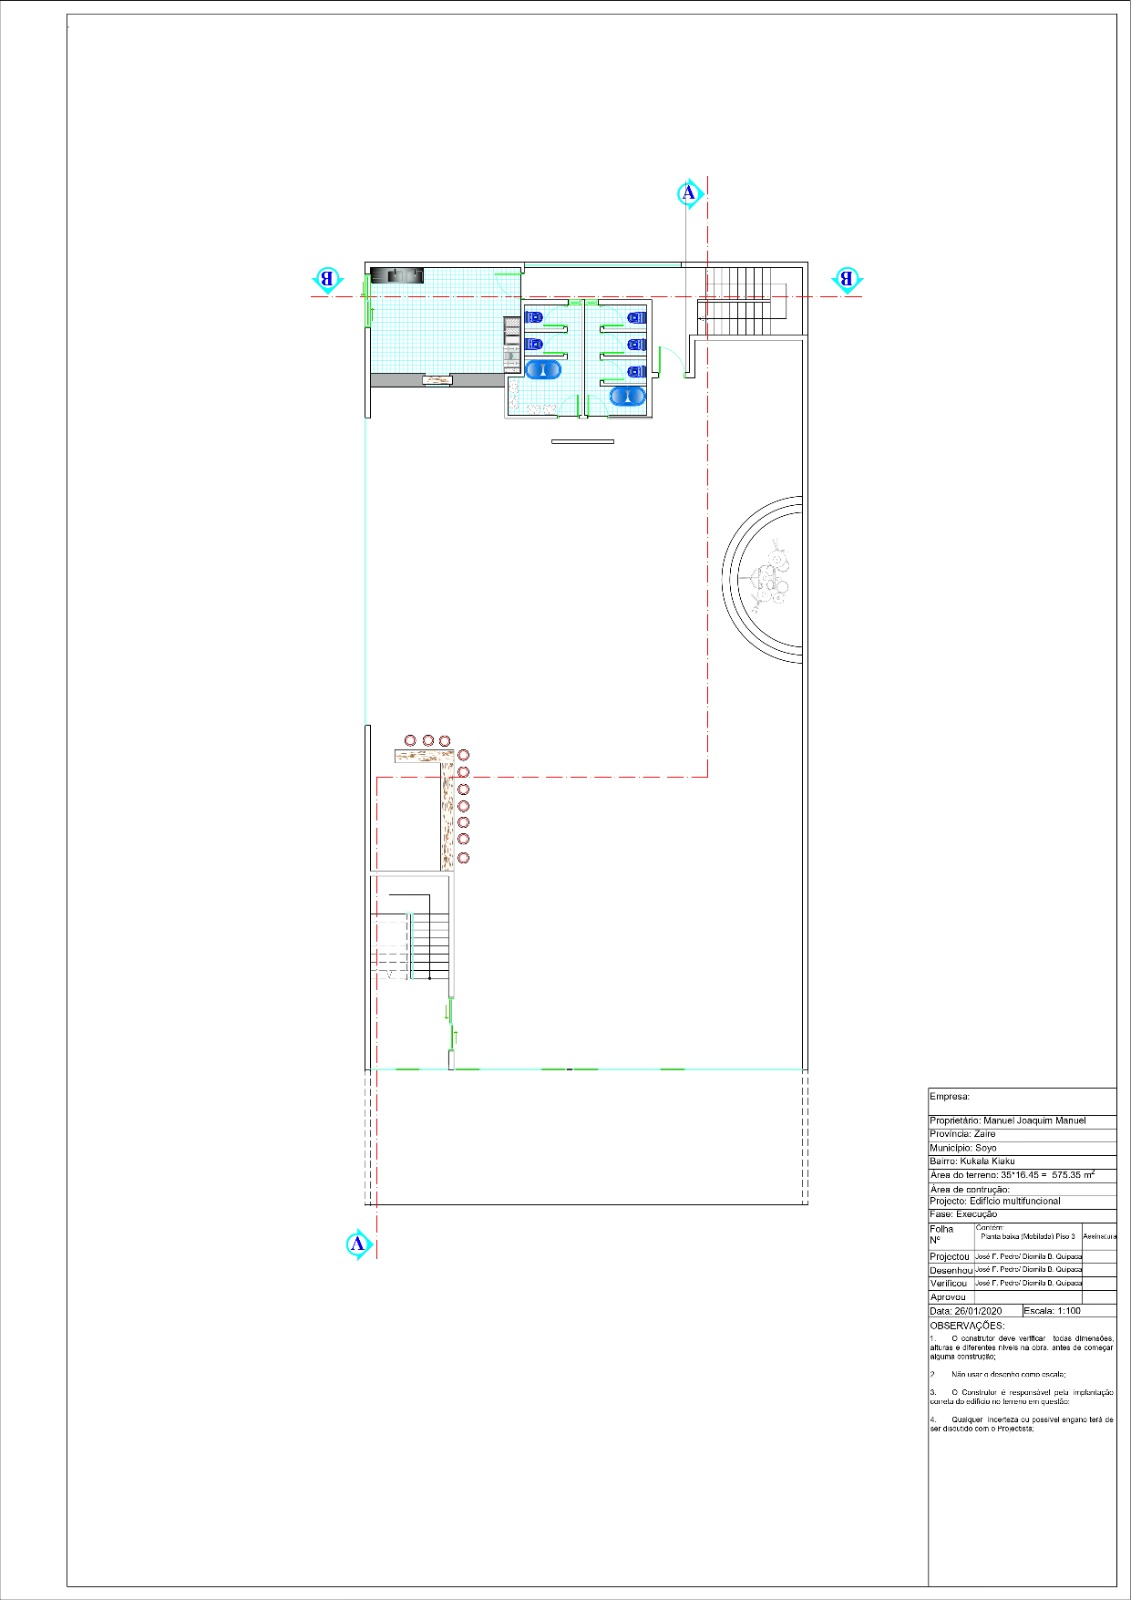 A
B
B
A
Empresa:
Proprietário: Manuel Joaquim Manuel
Província: Zaire
Município: Soyo
Bairro: Kukala Kiaku
Área do terreno: 35*16.45 = 575.35 m²
Área de contrução:
Projecto: Edifício multifuncional
Fase: Execução
Folha Nº
Contém:
Planta baixa (Mobilada) Piso 3
Assinatura
Projectou José F. Pedro/ Diomila B. Quipaca
Desenhou José F. Pedro/ Diomila B. Quipaca
Verificou José F. Pedro/ Diomila B. Quipaca
Aprovou
Data: 26/01/2020 Escala: 1:100
OBSERVAÇÕES:
1. O construtor deve verificar todas dimensões,
alturas e diferentes níveis na obra. antes de começar
alguma construção;
2 Não usar o desenho como escala;
3. O Construtor é responsável pela implantação
correta do edifício no terreno em questão;
4. Qualquer incerteza ou possível engano terá de
ser discutido com o Projectista;